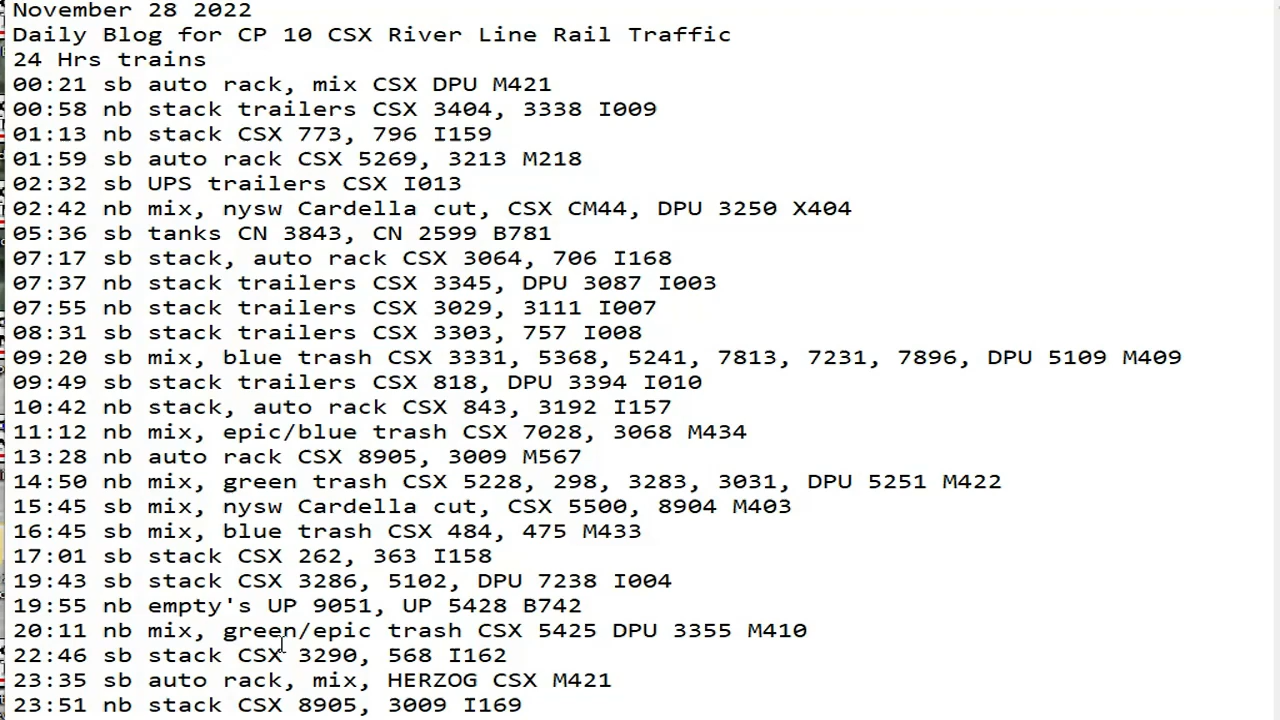 November 28 2022
Daily Blog for CP 10 CSX River Line Rail Traffic
24 Hrs trains
00:21 sb auto rack, mix CSX DPU M421
00:58 nb stack trailers CSX 3404, 3338 I009
01:13 nb stack CSX 773, 796 I159
01:59 sb auto rack CSX 5269, 3213 M218
02:32 sb UPS trailers CSX I013
02:42 nb mix, nysw Cardella cut, CSX CM44, DPU 3250 X404
05:36 sb tanks CN 3843, CN 2599 B781
07:17 sb stack, auto rack CSX 3064, 706 I168
07:37 nb stack trailers CSX 3345, DPU 3087 I003
07:55 nb stack trailers CSX 3029, 3111 I007
08:31 sb stack trailers CSX 3303, 757 I008
09:20 sb mix, blue trash CSX 3331, 5368, 5241, 7813, 7231, 7896, DPU 5109 M409
09:49 sb stack trailers CSX 818, DPU 3394 I010
10:42 nb stack, auto rack CSX 843, 3192 I157
11:12 nb mix, epic/blue trash CSX 7028, 3068 M434
13:28 nb auto rack CSX 8905, 3009 M567
14:50 nb mix, green trash CSX 5228, 298, 3283, 3031, DPU 5251 M422
15:45 sb mix, nysw Cardella cut, CSX 5500, 8904 M403
16:45 sb mix, blue trash CSX 484, 475 M433
17:01 sb stack CSX 262, 363 I158
19:43 sb stack CSX 3286, 5102, DPU 7238 I004
19:55 nb empty's UP 9051, UP 5428 B742
20:11 nb mix, green/epic trash CSX 5425 DPU 3355 M410
22:46 sb stack CSX 3290, 568 I162
23:35 sb auto rack, mix, HERZOG CSX M421
23:51 nb stack CSX 8905, 3009 I169